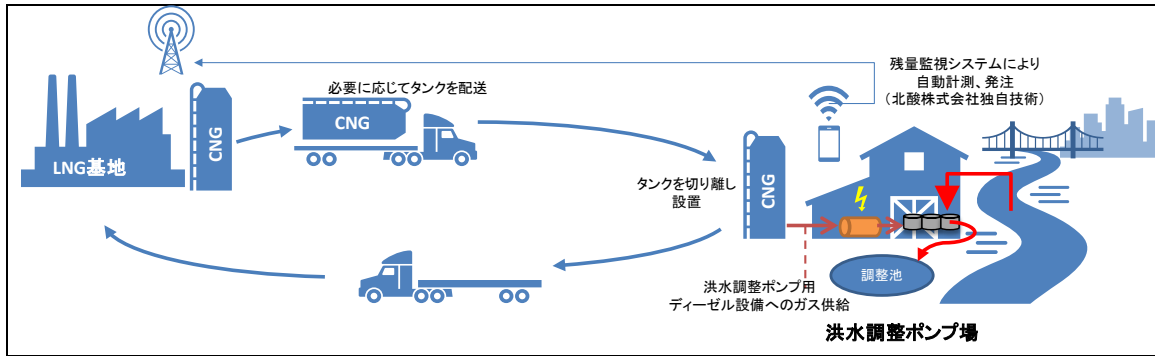 残量監視システムにより
自動計測、発注
（北酸株式会社独自技術）
必要に応じてタンクを配送
CNG
CNG
LNG基地
タンクを切り離し
設置
CNG
調整池
洪水調整ポンプ用
ディーゼル設備へのガス供給
洪水調整ポンプ場